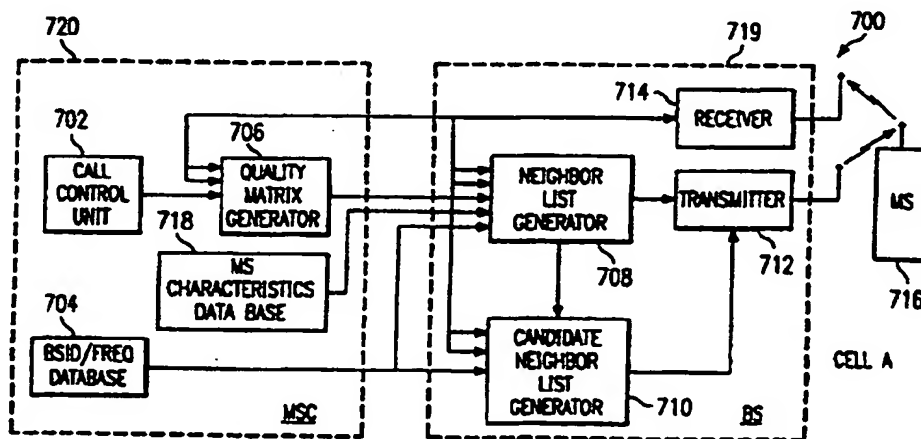 720
719
700
714
RECEIVER
702
706
CALL
CONTROL
UNIT
QUALITY
MATRIX
GENERATOR
NEIGHBOR
LIST
GENERATOR
TRANSMITTER
MS
718
708
712
716
MS
CHARACTERISTICS
DATA BASE
704
BSID/FREQ
DATABASE
CANDIDATE
NEIGHBOR
LIST
GENERATOR
CELL A
MSC
710
BS